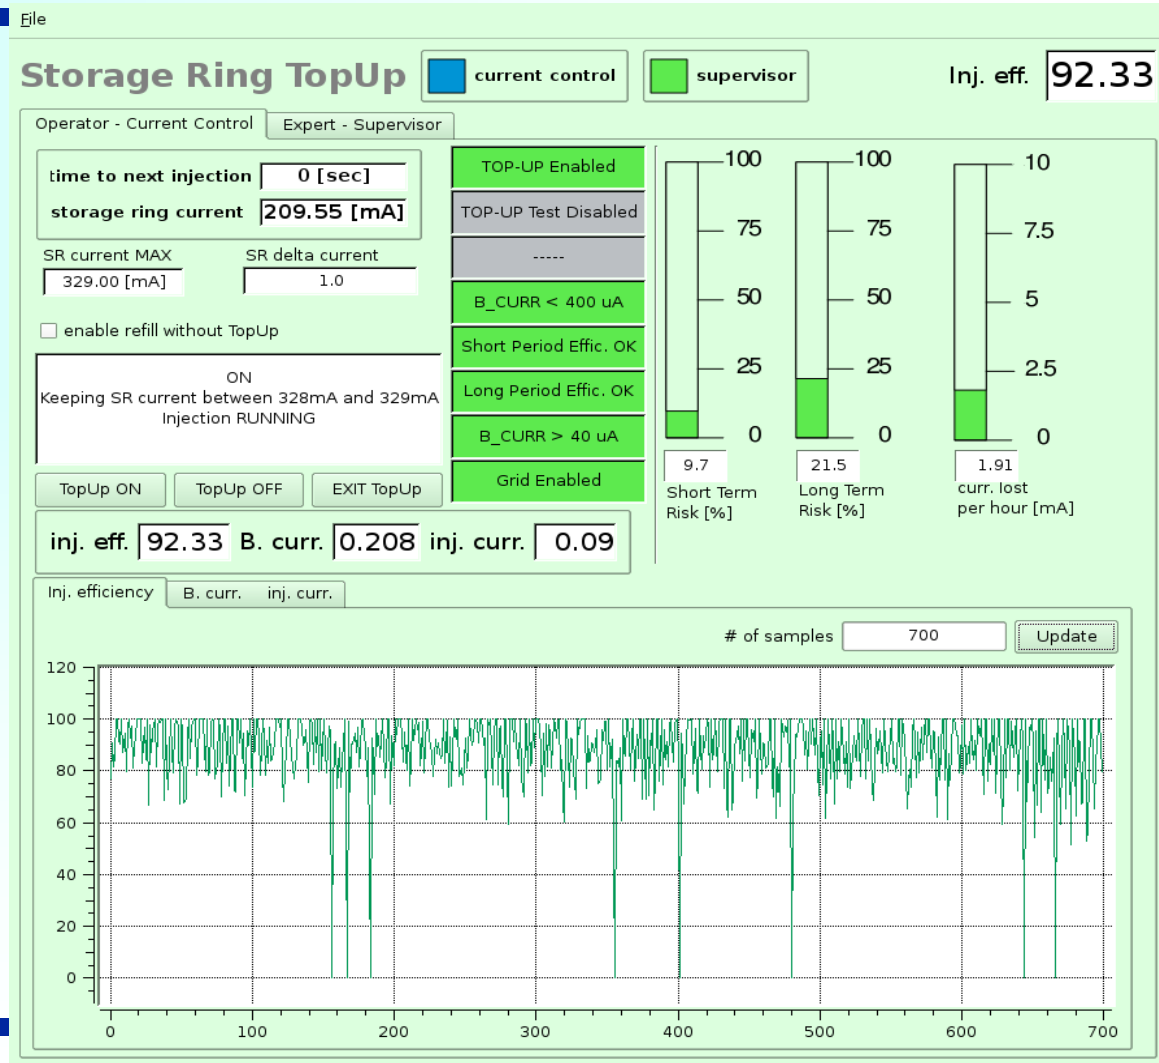 File
Storage Ring TopUp
current control
supervisor
Inj. eff. 92.33
Operator - Current Control
Expert - Supervisor
time to next injection 0 [sec]
storage ring current 209.55 [mA]
SR current MAX
329.00 [mA]
SR delta current
1.0
enable refill without TopUp
ON
Keeping SR current between 328mA and 329mA
Injection RUNNING
TopUp ON
TopUp OFF
EXIT TopUp
TOP-UP Enabled
TOP-UP Test Disabled
-----
B_CURR < 400 uA
Short Period Effic. OK
Long Period Effic. OK
B_CURR > 40 uA
Grid Enabled
100
75
50
25
0
9.7
Short Term
Risk [%]
100
75
50
25
0
21.5
Long Term
Risk [%]
10
7.5
5
2.5
0
1.91
curr. lost
per hour [mA]
inj. eff. 92.33 B. curr. 0.208 inj. curr. 0.09
Inj. efficiency
B. curr.
inj. curr.
# of samples 700 Update
120
100
80
60
40
20
0
0 100 200 300 400 500 600 700